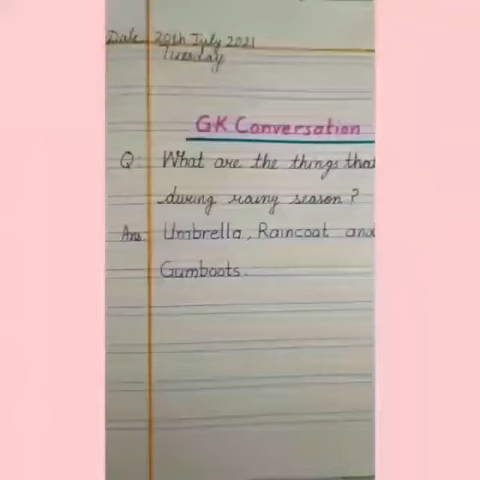 Date 20th July 2021
Tuesday
GK Conversation
Q: What are the things that
during rainy season?
Ans. Umbrella, Raincoat and
Gumboots.